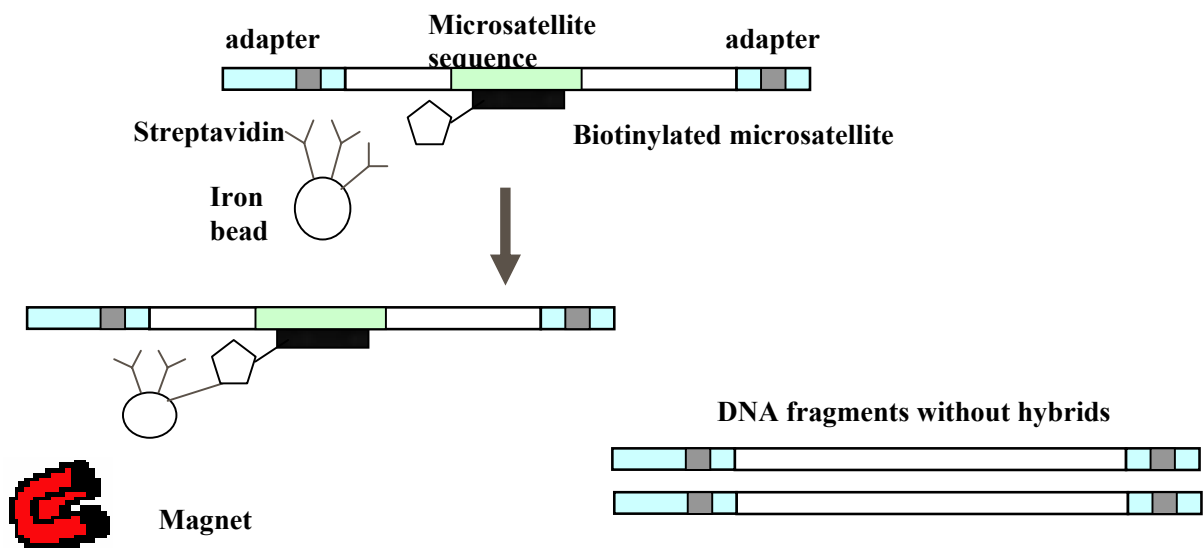 Microsatellite
sequence
adapter
adapter
Streptavidin
Biotinylated microsatellite
Iron
bead
DNA fragments without hybrids
Magnet